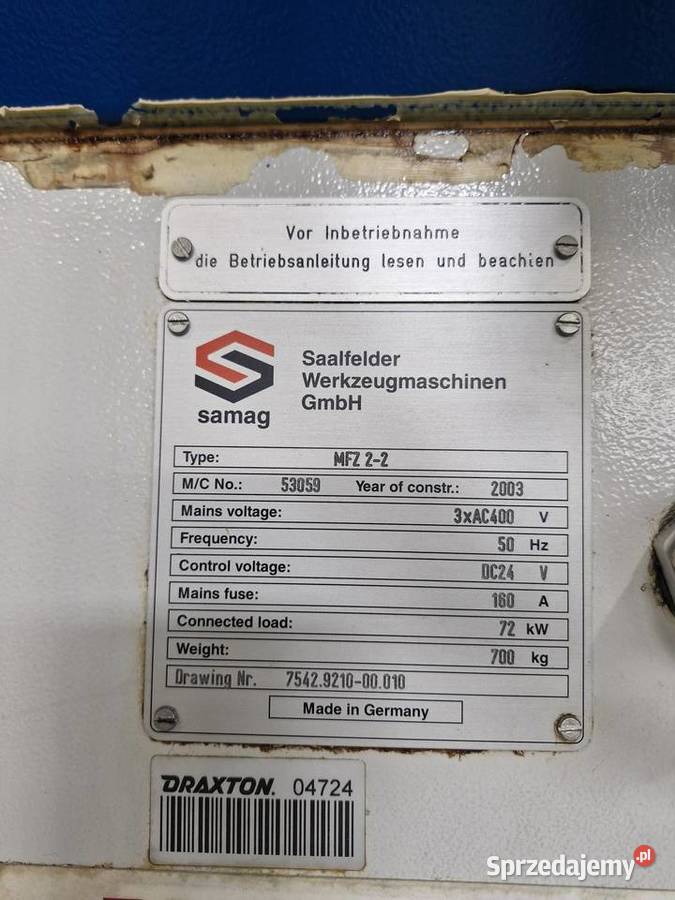 Vor Inbetriebnahme
die Betriebsanleitung lesen und beachten
samag
Saalfelder
Werkzeugmaschinen
GmbH
Type: MFZ 2-2
M/C No.: 53059 Year of constr.: 2003
Mains voltage: 3xAC400 V
Frequency: 50 Hz
Control voltage: DC24 V
Mains fuse: 160 A
Connected load: 72 kW
Weight: 700 kg
Drawing Nr. 7542.9210-00.010
Made in Germany
DRAXTON. 04724
Sprzedajemy.pl